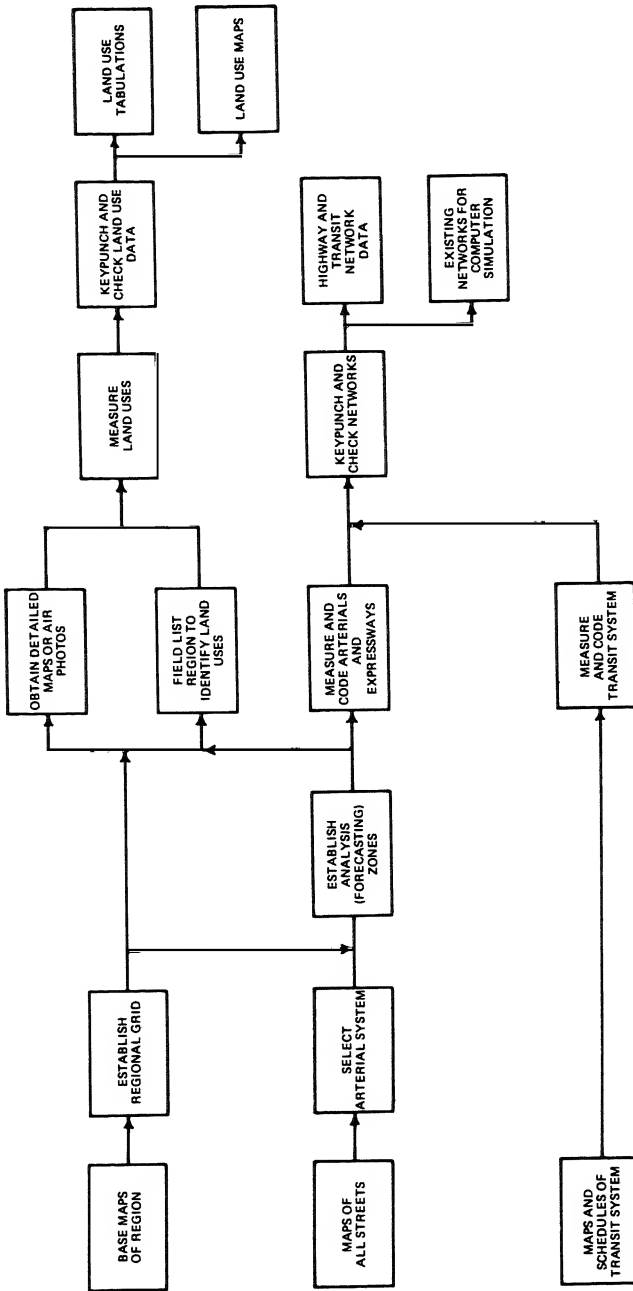 BASE MAPS
OF REGION
ESTABLISH
REGIONAL GRID
OBTAIN DETAILED
MAPS OR AIR
PHOTOS
FIELD LIST
REGION TO
IDENTIFY LAND
USES
MEASURE
LAND USES
KEYPUNCH AND
CHECK LAND USE
DATA
LAND USE
TABULATIONS
LAND USE MAPS
MAPS OF
ALL STREETS
SELECT
ARTERIAL SYSTEM
ESTABLISH
ANALYSIS
(FORECASTING)
ZONES
MEASURE AND
CODE ARTERIALS
AND
EXPRESSWAYS
KEYPUNCH AND
CHECK NETWORKS
HIGHWAY AND
TRANSIT
NETWORK
DATA
EXISTING
NETWORKS FOR
COMPUTER
SIMULATION
MAPS AND
SCHEDULES OF
TRANSIT SYSTEM
MEASURE
AND CODE
TRANSIT SYSTEM